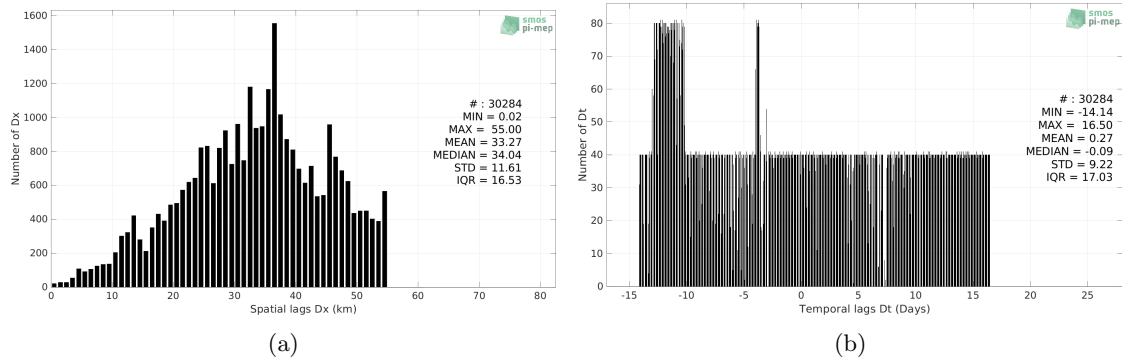 1600
1400
1200
1000
800
600
400
200
0
Number of Dx
0 10 20 30 40 50 60 70 80
Spatial lags Dx (km)
smos
pi-mep
# : 30284
MIN = 0.02
MAX = 55.00
MEAN = 33.27
MEDIAN = 34.04
STD = 11.61
IQR = 16.53
(a)
80
70
60
50
40
30
20
10
0
Number of Dt
-15 -10 -5 0 5 10 15 20 25
Temporal lags Dt (Days)
smos
pi-mep
# : 30284
MIN = -14.14
MAX = 16.50
MEAN = 0.27
MEDIAN = -0.09
STD = 9.22
IQR = 17.03
(b)